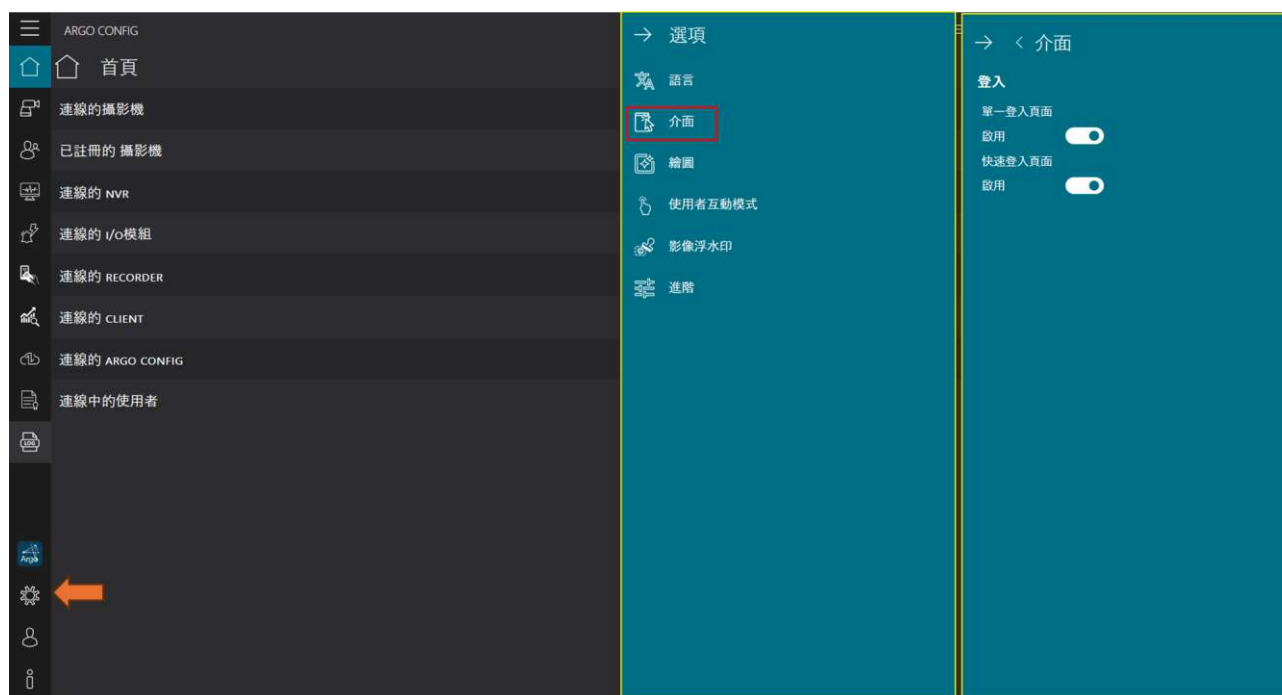 ARGO CONFIG
首頁
連線的攝影機
已註冊的 攝影機
連線的 NVR
連線的 I/O模組
連線的 RECORDER
連線的 CLIENT
連線的 ARGO CONFIG
連線中的使用者
LOG
Argo
選項
語言
介面
繪圖
使用者互動模式
影像浮水印
進階
介面
登入
單一登入頁面
啟用
快速登入頁面
啟用